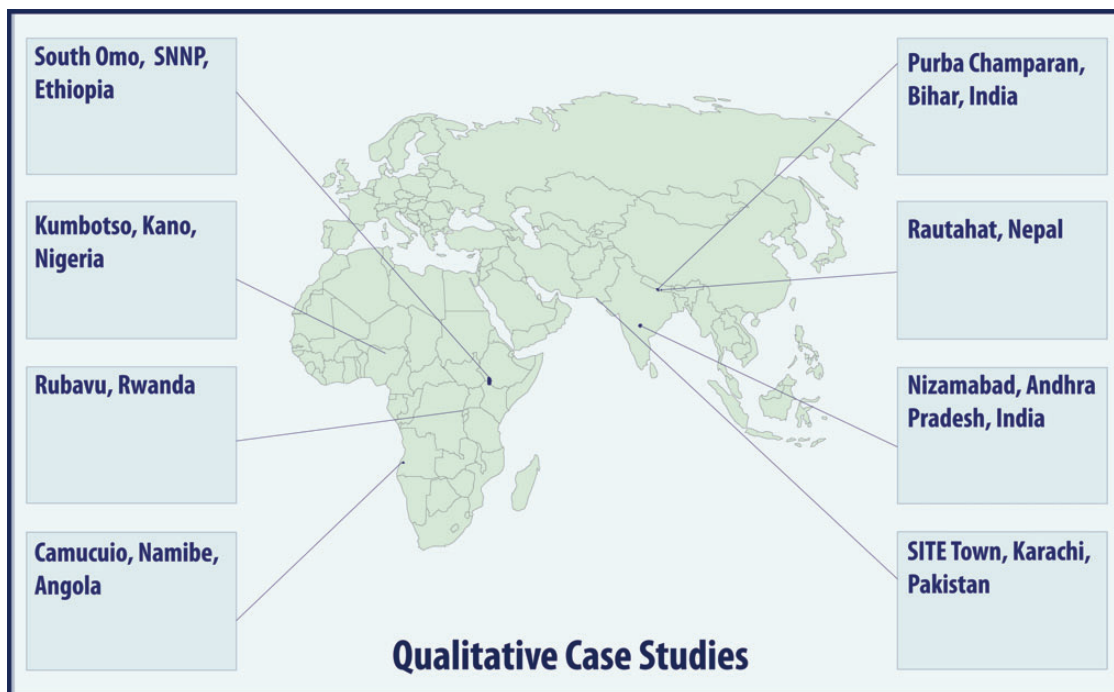 South Omo, SNNP,
Ethiopia
Kumbotso, Kano,
Nigeria
Rubavu, Rwanda
Camucuio, Namibe,
Angola
Purba Champaran,
Bihar, India
Rautahat, Nepal
Nizamabad, Andhra
Pradesh, India
SITE Town, Karachi,
Pakistan
Qualitative Case Studies